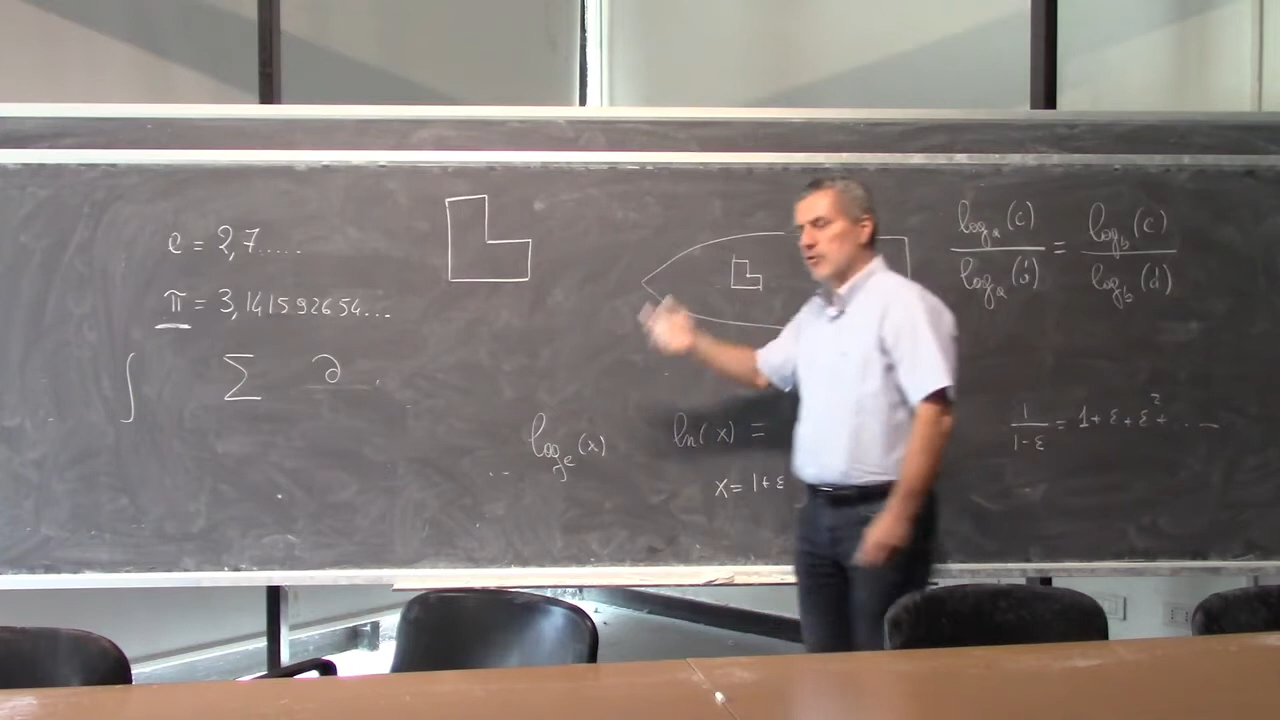 e = 2,7.....
π = 3,141592654...
∫ ∑ ∂
log_e(x)
ln(x) =
x = 1+ε
log_a(c) / log_a(d) = log_b(c) / log_b(d)
1/(1-ε) = 1+ε+ε²+ ...